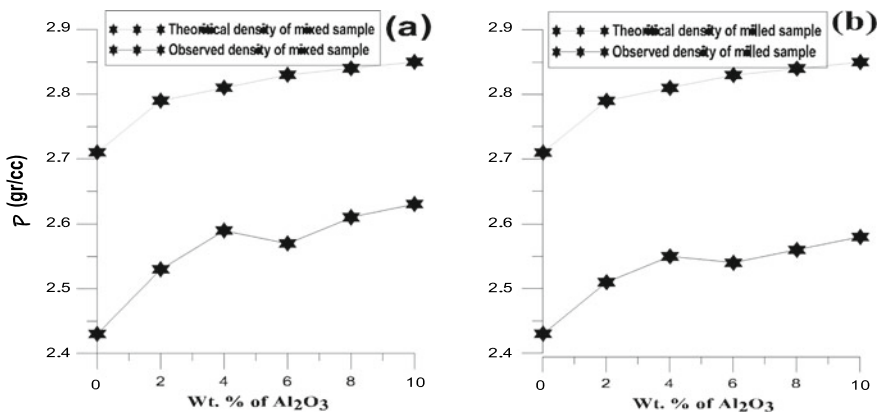 Theoretical density of mixed sample
Observed density of mixed sample
(a)
2.9
2.8
2.7
2.6
2.5
2.4
ρ (gr/cc)
0 2 4 6 8 10
Wt. % of Al₂O₃
Theoretical density of milled sample
Observed density of milled sample
(b)
2.9
2.8
2.7
2.6
2.5
2.4
0 2 4 6 8 10
Wt. % of Al₂O₃